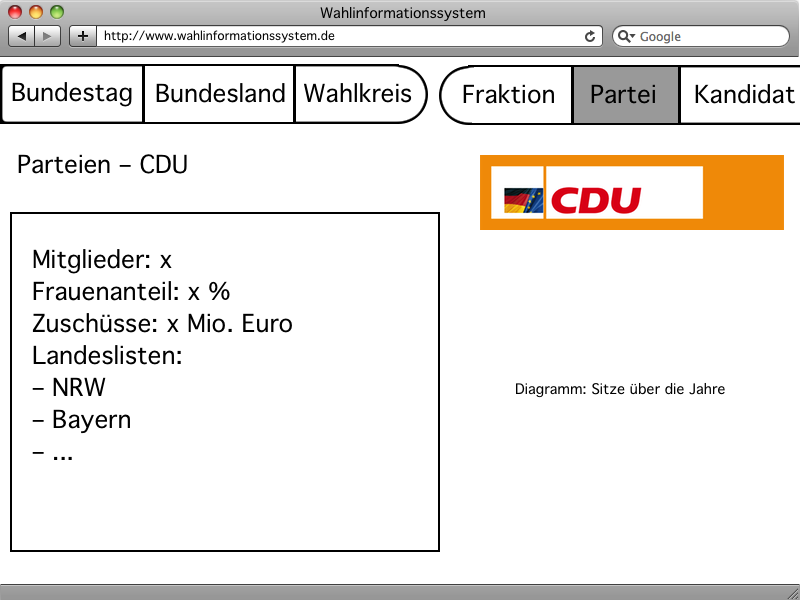 Wahlinformationssystem
http://www.wahlinformationssystem.de
Google
Bundestag Bundesland Wahlkreis Fraktion Partei Kandidat
Parteien – CDU
CDU
Mitglieder: x
Frauenanteil: x %
Zuschüsse: x Mio. Euro
Landeslisten:
– NRW
– Bayern
– ...
Diagramm: Sitze über die Jahre